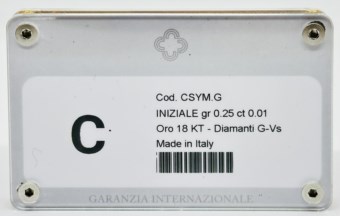 Cod. CSYM.G
C
INIZIALE gr 0.25 ct 0.01
Oro 18 KT - Diamanti G-Vs
Made in Italy
GARANZIA INTERNAZIONALE